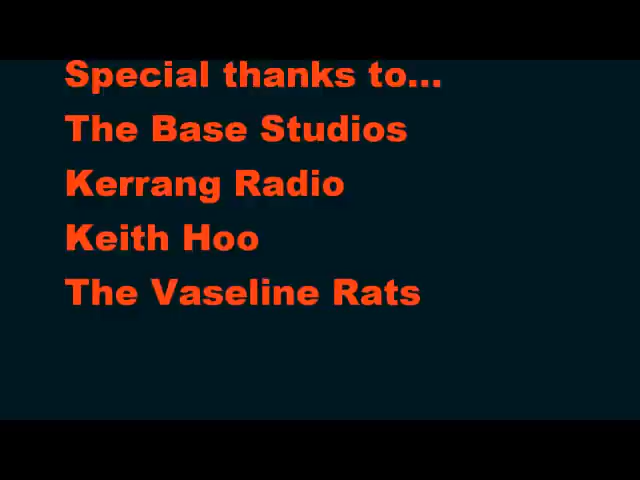 Special thanks to...
The Base Studios
Kerrang Radio
Keith Hoo
The Vaseline Rats